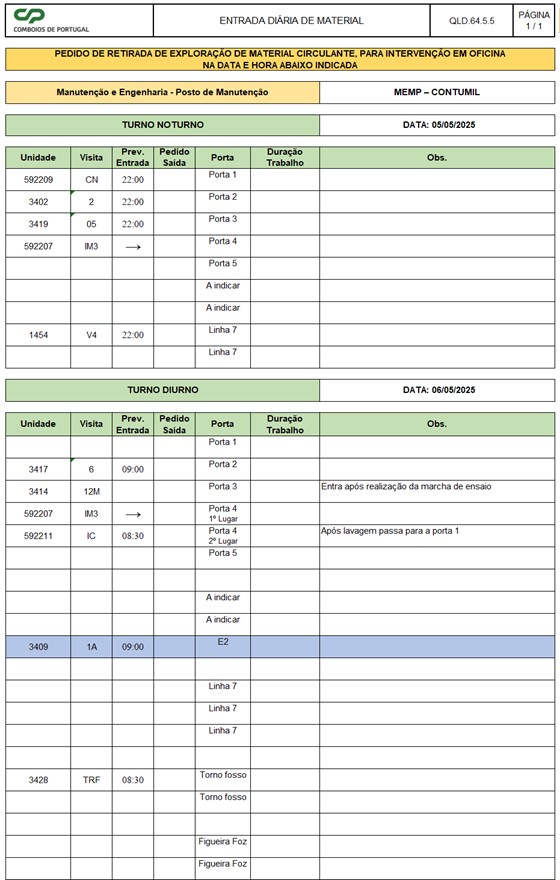 CP
COMBOIOS DE PORTUGAL
ENTRADA DIÁRIA DE MATERIAL
QLD.64.5.5
PÁGINA
1 / 1
PEDIDO DE RETIRADA DE EXPLORAÇÃO DE MATERIAL CIRCULANTE, PARA INTERVENÇÃO EM OFICINA
NA DATA E HORA ABAIXO INDICADA
Manutenção e Engenharia - Posto de Manutenção
MEMP – CONTUMIL
TURNO NOTURNO
DATA: 05/05/2025
Unidade Visita Prev. Entrada Pedido Saída Porta Duração Trabalho Obs.
592209 CN 22:00 Porta 1
3402 2 22:00 Porta 2
3419 05 22:00 Porta 3
592207 IM3 → Porta 4
Porta 5
A indicar
A indicar
1454 V4 22:00 Linha 7
Linha 7
TURNO DIURNO
DATA: 06/05/2025
Unidade Visita Prev. Entrada Pedido Saída Porta Duração Trabalho Obs.
Porta 1
3417 6 09:00 Porta 2
3414 12M Porta 3 Entra após realização da marcha de ensaio
592207 IM3 → Porta 4 1º Lugar
592211 IC 08:30 Porta 4 2º Lugar Após lavagem passa para a porta 1
Porta 5
A indicar
A indicar
3409 1A 09:00 E2
Linha 7
Linha 7
Linha 7
3428 TRF 08:30 Torno fosso
Torno fosso
Figueira Foz
Figueira Foz